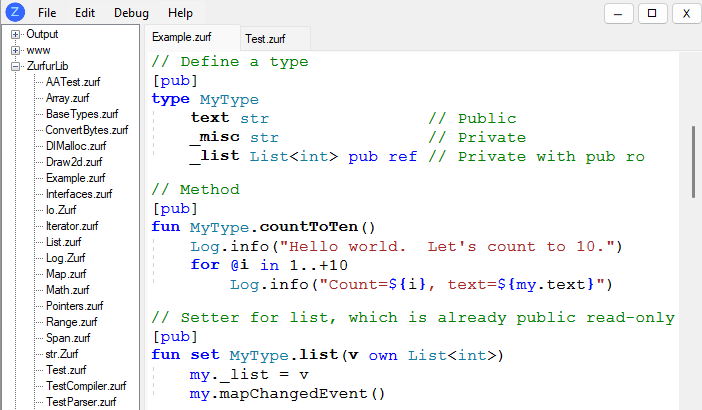 Z File Edit Debug Help
Output
www
ZurfurLib
AATest.zurf
Array.zurf
BaseTypes.zurf
ConvertBytes.zurf
DlMalloc.zurf
Draw2d.zurf
Example.zurf
Interfaces.zurf
Io.Zurf
Iterator.zurf
List.zurf
Log.Zurf
Map.zurf
Math.zurf
Pointers.zurf
Range.zurf
Span.zurf
str.Zurf
Test.zurf
TestCompiler.zurf
TestParser.zurf
Example.zurf Test.zurf
// Define a type
[pub]
type MyType
    text str                // Public
    _misc str               // Private
    _list List<int> pub ref // Private with pub ro
// Method
[pub]
fun MyType.countToTen()
    Log.info("Hello world.  Let's count to 10.")
    for @i in 1..+10
        Log.info("Count=${i}, text=${my.text}")
// Setter for list, which is already public read-only
[pub]
fun set MyType.list(v own List<int>)
    my._list = v
    my.mapChangedEvent()